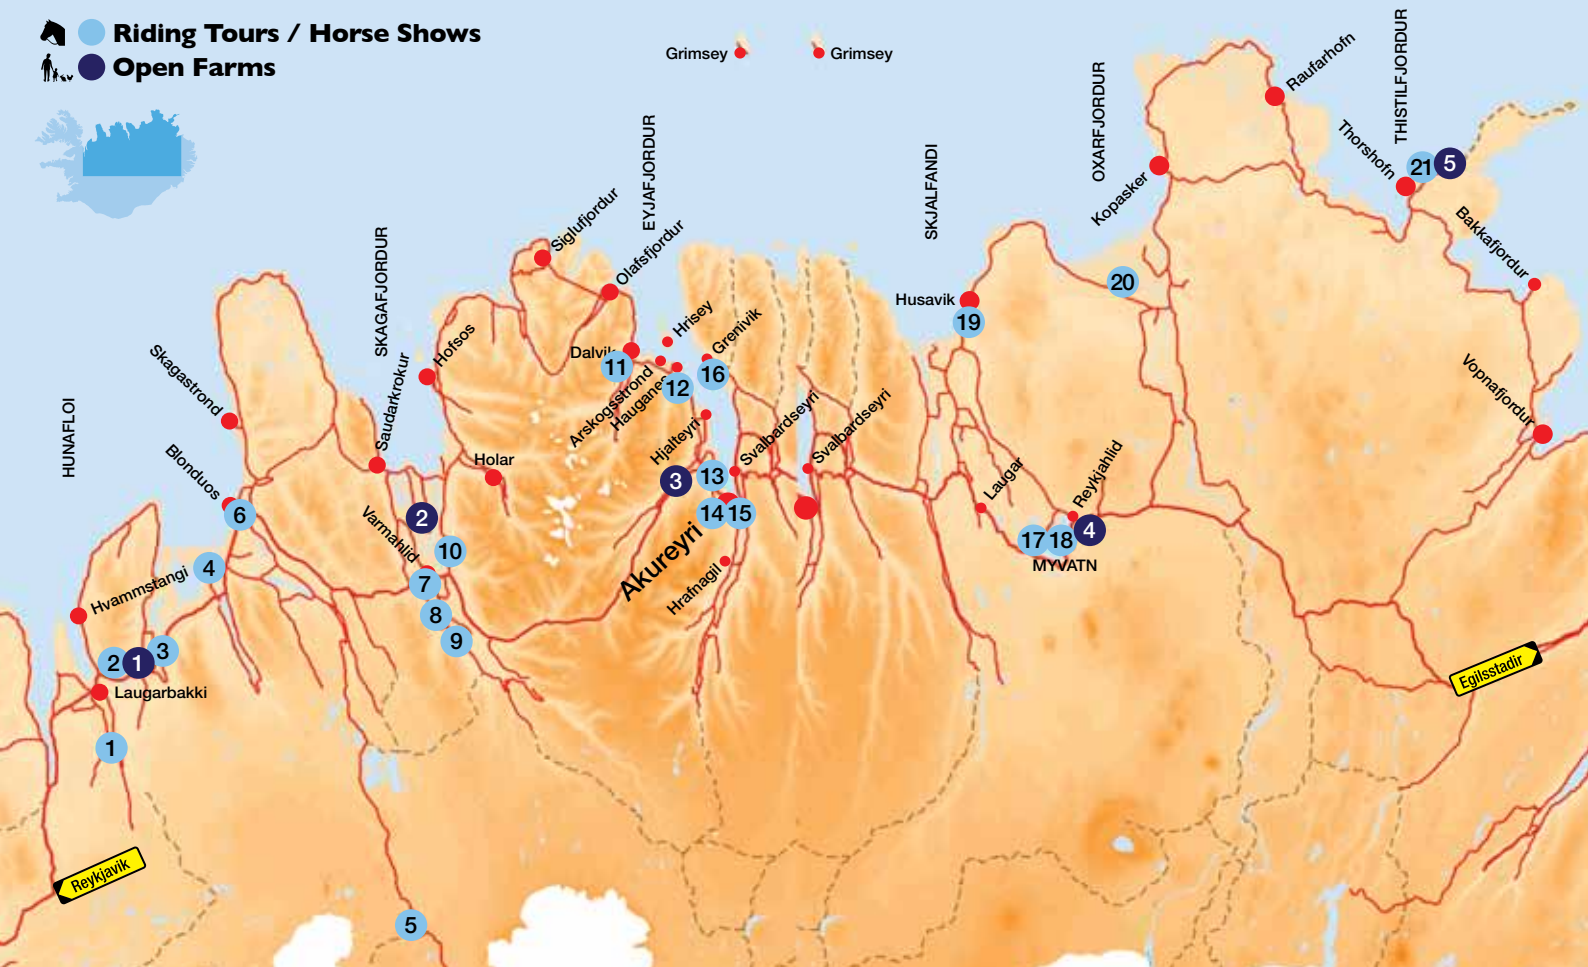 Riding Tours / Horse Shows
Open Farms
Grimsey
Grimsey
HUNAFLOI
SKAGAFJORDUR
EYJAFJORDUR
SKJALFANDI
OXARFJORDUR
THISTILFJORDUR
Raufarhofn
Thorshofn
21
5
Kopasker
Bakkafjordur
Siglufjordur
Olafsfjordur
20
Husavik
19
Hrisey
Grenivik
Dalvik
11
16
12
Arskogsstrond
Hauganes
Hofsos
Skagastrond
Saudarkrokur
Vopnafjordur
Hjalteyri
Svalbardseyri
Svalbardseyri
Blonduos
6
Holar
3
13
14
15
Akureyri
Laugar
Reykjahlid
17
18
4
MYVATN
2
Varmahlid
10
7
8
9
Hrafnagil
4
Hvammstangi
2
1
3
Laugarbakki
1
Egilsstadir
Reykjavik
5